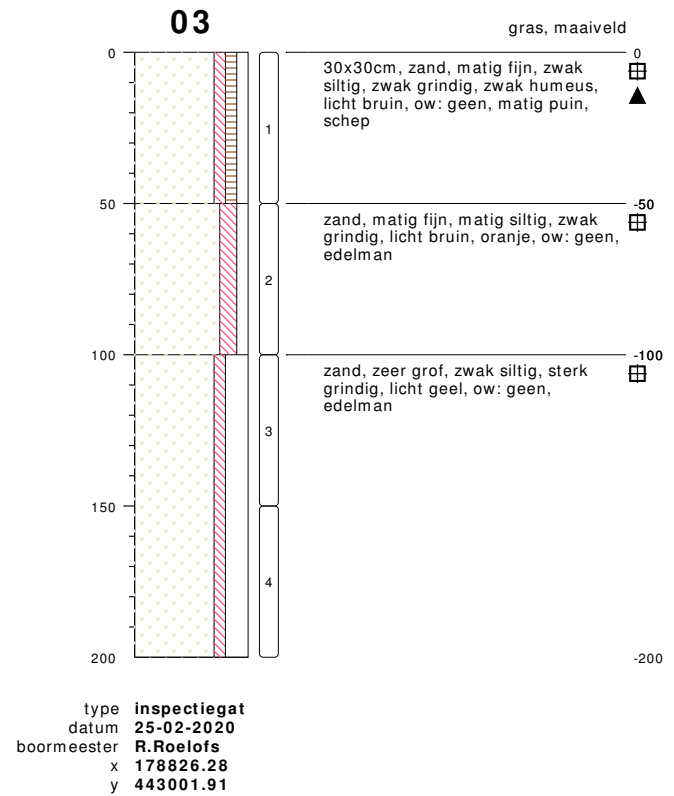 03
gras, maaiveld
0
0
30x30cm, zand, matig fijn, zwak
siltig, zwak grindig, zwak humeus,
licht bruin, ow: geen, matig puin,
schep
1
50
-50
zand, matig fijn, matig siltig, zwak
grindig, licht bruin, oranje, ow: geen,
edelman
2
100
-100
zand, zeer grof, zwak siltig, sterk
grindig, licht geel, ow: geen,
edelman
3
150
4
200
-200
type inspectiegat
datum 25-02-2020
boormeester R.Roelofs
x 178826.28
y 443001.91